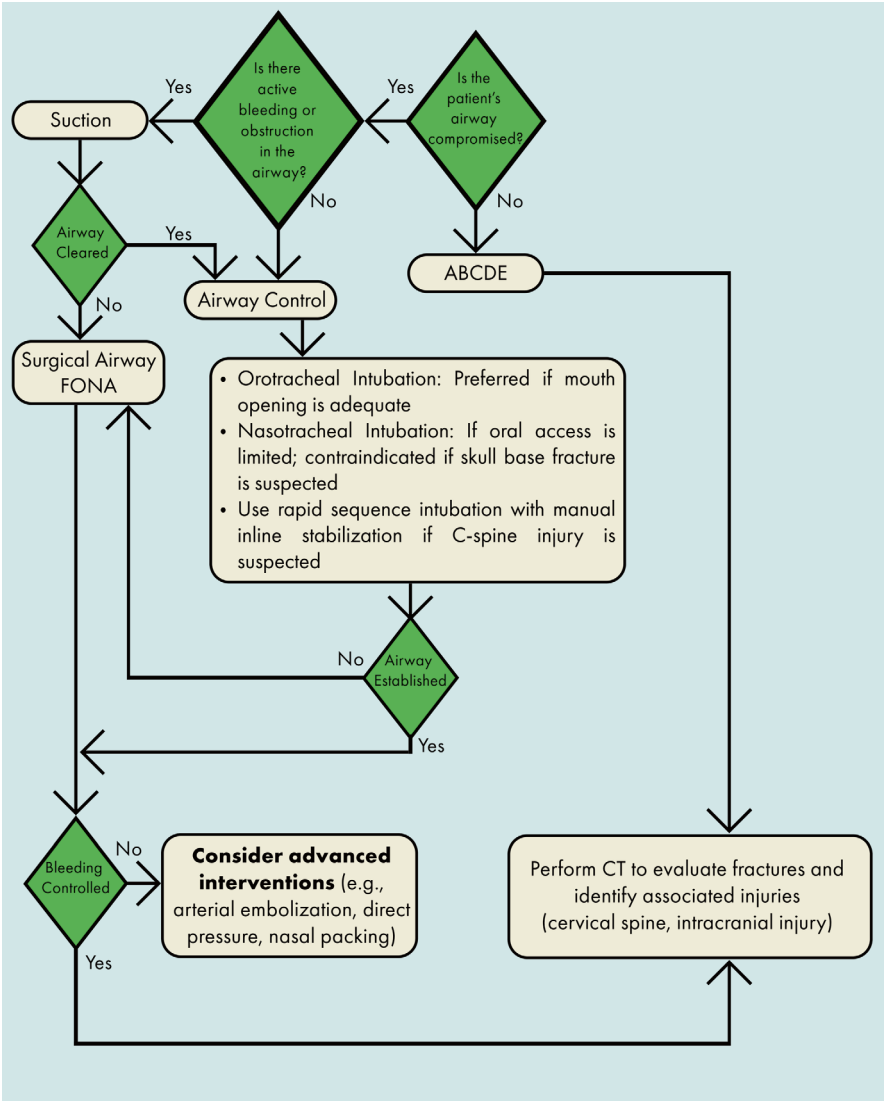 Is there
active
bleeding or
obstruction
in the
airway?
Yes
No
Is the
patient's
airway
compromised?
Yes
No
Suction
Airway
Cleared
Yes
No
Airway Control
ABCDE
Surgical Airway
FONA
• Orotracheal Intubation: Preferred if mouth
opening is adequate
• Nasotracheal Intubation: If oral access is
limited; contraindicated if skull base fracture
is suspected
• Use rapid sequence intubation with manual
inline stabilization if C-spine injury is
suspected
Airway
Established
No
Yes
Bleeding
Controlled
No
Yes
Consider advanced
interventions (e.g.,
arterial embolization, direct
pressure, nasal packing)
Perform CT to evaluate fractures and
identify associated injuries
(cervical spine, intracranial injury)